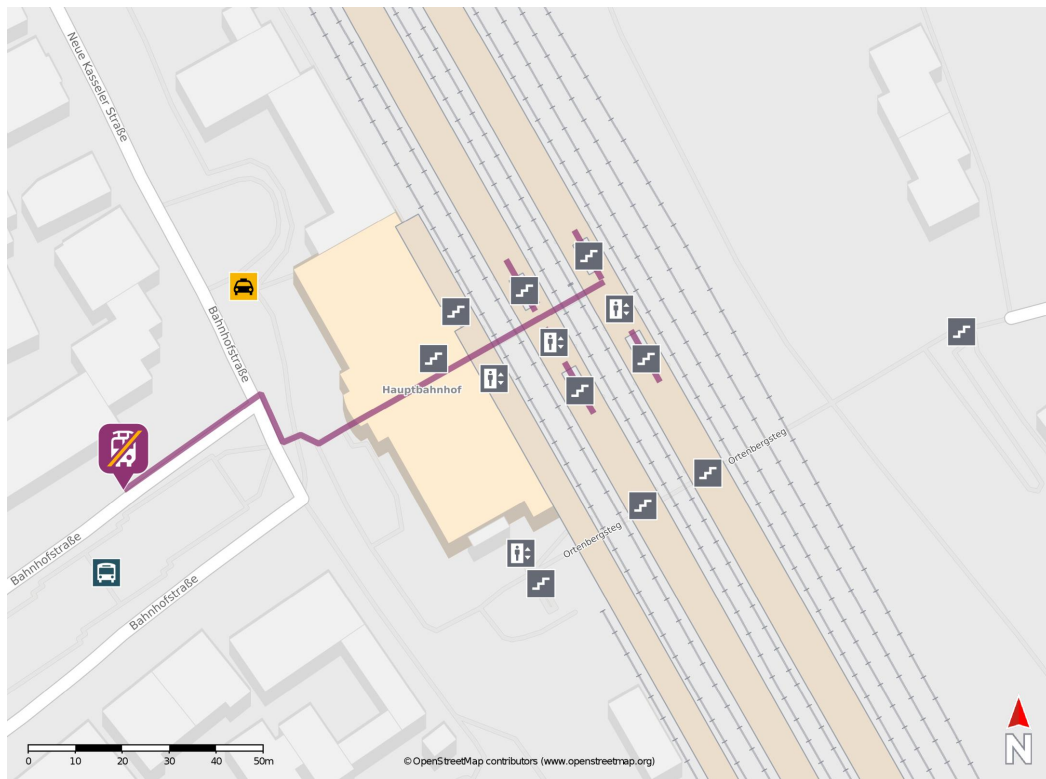 Neue Kasseler Straße
Bahnhofstraße
Hauptbahnhof
Ortenbergsteg
Ortenbergsteg
Bahnhofstraße
Bahnhofstraße
N
0 10 20 30 40 50m
© OpenStreetMap contributors (www.openstreetmap.org)